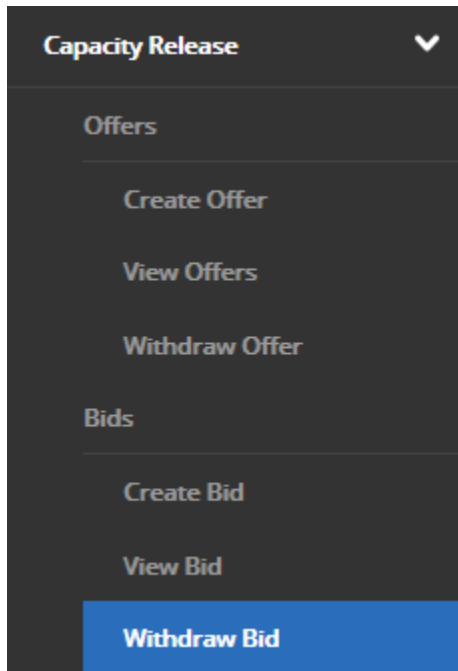 Capacity Release
Offers
Create Offer
View Offers
Withdraw Offer
Bids
Create Bid
View Bid
Withdraw Bid